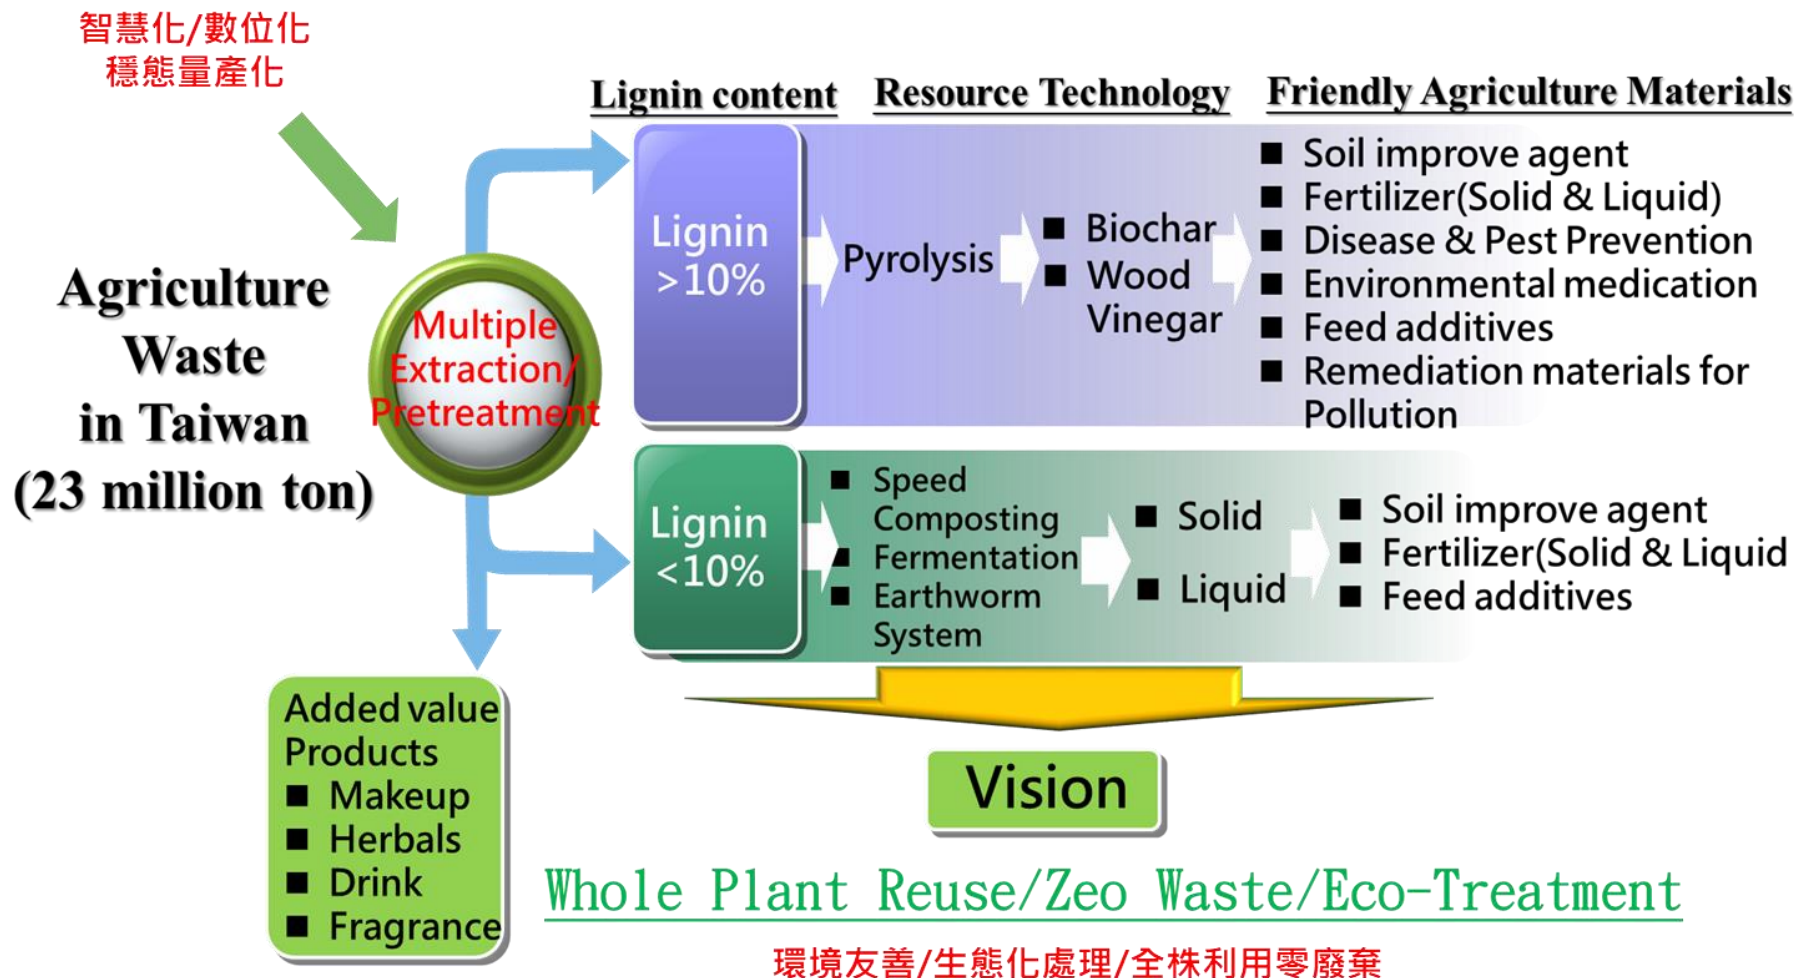 智慧化/數位化
穩態量產化
Agriculture
Waste
in Taiwan
(23 million ton)
Multiple
Extraction/
Pretreatment
Lignin content
Resource Technology
Friendly Agriculture Materials
Lignin
>10%
Pyrolysis
■ Biochar
■ Wood
Vinegar
■ Soil improve agent
■ Fertilizer(Solid & Liquid)
■ Disease & Pest Prevention
■ Environmental medication
■ Feed additives
■ Remediation materials for
Pollution
Lignin
<10%
■ Speed
Composting
■ Fermentation
■ Earthworm
System
■ Solid
■ Liquid
■ Soil improve agent
■ Fertilizer(Solid & Liquid
■ Feed additives
Added value
Products
■ Makeup
■ Herbals
■ Drink
■ Fragrance
Vision
Whole Plant Reuse/Zeo Waste/Eco-Treatment
環境友善/生態化處理/全株利用零廢棄